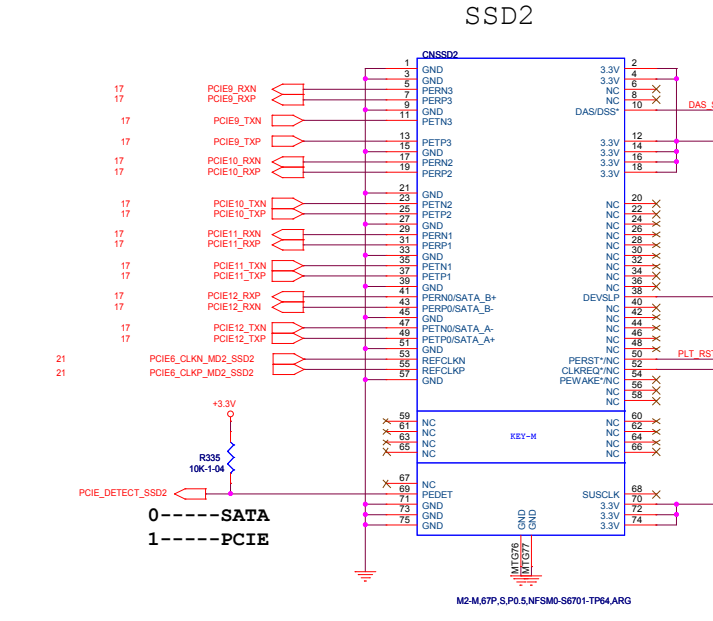 SSD2
CNSSD2
1 GND 3.3V 2
3 GND 3.3V 4
17 PCIE9_RXN 5 PERN3 NC 6
17 PCIE9_RXP 7 PERP3 NC 8
9 GND DAS/DSS* 10 DAS_S
17 PCIE9_TXN 11 PETN3
17 PCIE9_TXP 13 PETP3 3.3V 12
15 GND 3.3V 14
17 PCIE10_RXN 17 PERN2 3.3V 16
17 PCIE10_RXP 19 PERP2 3.3V 18
21 GND NC 20
17 PCIE10_TXN 23 PETN2 NC 22
17 PCIE10_TXP 25 PETP2 NC 24
27 GND NC 26
17 PCIE11_RXN 29 PERN1 NC 28
17 PCIE11_RXP 31 PERP1 NC 30
33 GND NC 32
17 PCIE11_TXN 35 PETN1 NC 34
17 PCIE11_TXP 37 PETP1 NC 36
39 GND DEVSLP 38
17 PCIE12_RXP 41 PERN0/SATA_B+ NC 40
17 PCIE12_RXN 43 PERP0/SATA_B- NC 42
45 GND NC 44
17 PCIE12_TXN 47 PETN0/SATA_A- NC 46
17 PCIE12_TXP 49 PETP0/SATA_A+ NC 48
51 GND PERST*/NC 50 PLT_RST
21 PCIE6_CLKN_MD2_SSD2 53 REFCLKN CLKREQ*/NC 52
21 PCIE6_CLKP_MD2_SSD2 55 REFCLKP PEWAKE*/NC 54
57 GND NC 56
NC 58
+3.3V
59 NC NC 60
61 NC NC 62
63 NC KEY-M NC 64
65 NC NC 66
R335
10K-1-04
67 NC
PCIE_DETECT_SSD2 69 PEDET SUSCLK 68
71 GND 3.3V 70
73 GND 3.3V 72
75 GND 3.3V 74
0-----SATA
1-----PCIE
GND
GND
MTG76
MTG77
M2-M,67P,S,P0.5,NFSM0-S6701-TP64,ARG